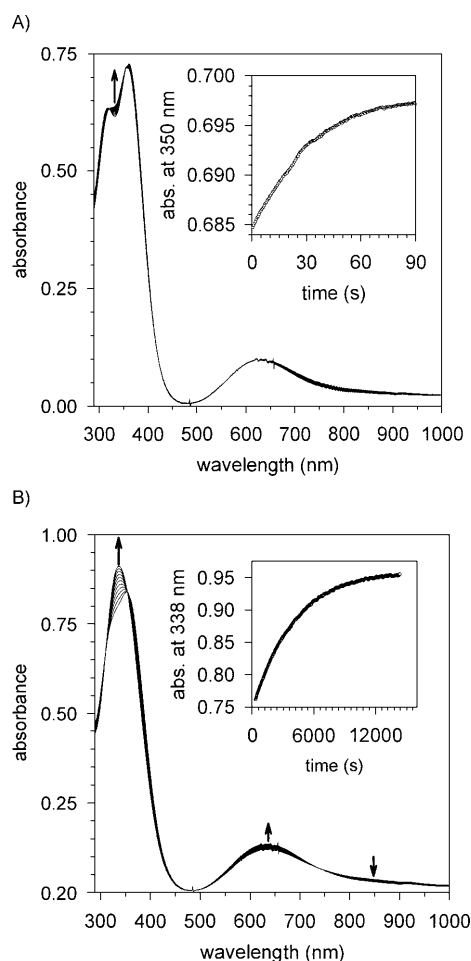 A)
0.75
0.50
0.25
0.00
absorbance
300 400 500 600 700 800 900 1000
wavelength (nm)
0.700
0.695
0.690
0.685
abs. at 350 nm
0 30 60 90
time (s)
B)
1.00
0.75
0.50
0.20
absorbance
300 400 500 600 700 800 900 1000
wavelength (nm)
0.95
0.90
0.85
0.80
0.75
abs. at 338 nm
0 6000 12000
time (s)